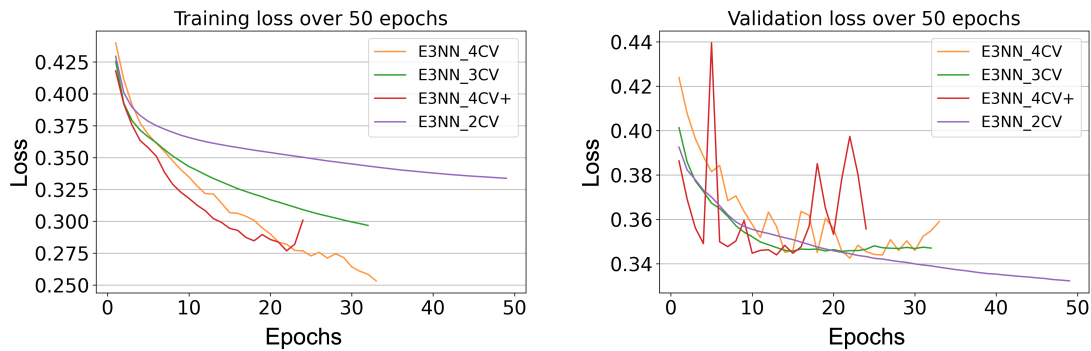 Training loss over 50 epochs
Loss
0.425
0.400
0.375
0.350
0.325
0.300
0.275
0.250
E3NN_4CV
E3NN_3CV
E3NN_4CV+
E3NN_2CV
0 10 20 30 40 50
Epochs
Validation loss over 50 epochs
Loss
0.44
0.42
0.40
0.38
0.36
0.34
E3NN_4CV
E3NN_3CV
E3NN_4CV+
E3NN_2CV
0 10 20 30 40 50
Epochs